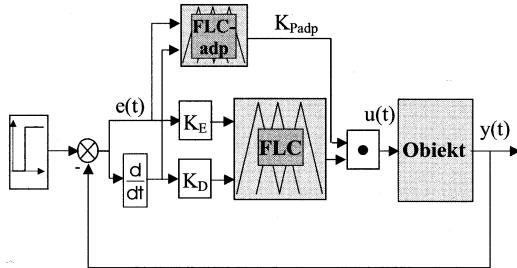 FLC-
adp
K_Padp
e(t)
K_E
FLC
u(t)
y(t)
Obiekt
-
d
dt
K_D